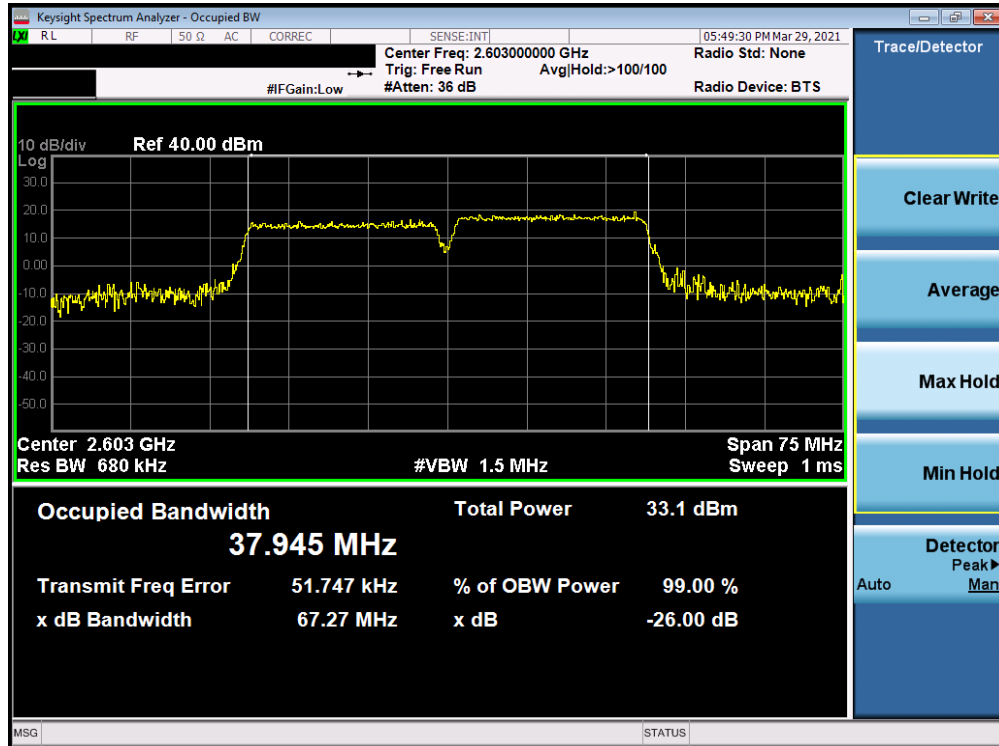 Keysight Spectrum Analyzer - Occupied BW
LXI RL RF 50 Ω AC CORREC SENSE:INT 05:49:30 PM Mar 29, 2021
Center Freq: 2.603000000 GHz Radio Std: None
Trig: Free Run Avg|Hold:>100/100
#IFGain:Low #Atten: 36 dB Radio Device: BTS
10 dB/div Ref 40.00 dBm
Log
30.0
20.0
10.0
0.00
-10.0
-20.0
-30.0
-40.0
-50.0
Center 2.603 GHz Span 75 MHz
Res BW 680 kHz #VBW 1.5 MHz Sweep 1 ms
Occupied Bandwidth Total Power 33.1 dBm
37.945 MHz
Transmit Freq Error 51.747 kHz % of OBW Power 99.00 %
x dB Bandwidth 67.27 MHz x dB -26.00 dB
MSG STATUS
Trace/Detector
Clear Write
Average
Max Hold
Min Hold
Detector
Peak▶
Auto Man